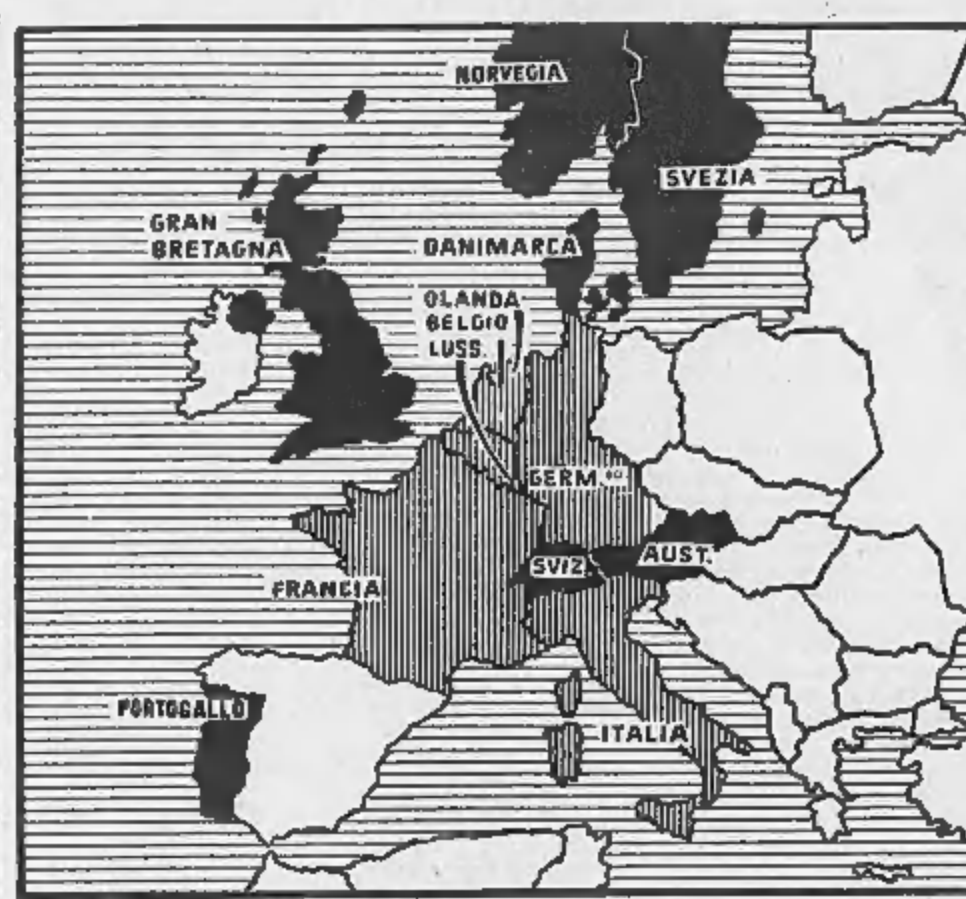 NORVEGIA
SVEZIA
GRAN
BRETAGNA
DANIMARCA
OLANDA
BELGIO
LUSS.
GERM.
SVIZ.
AUST.
FRANCIA
PORTOGALLO
ITALIA